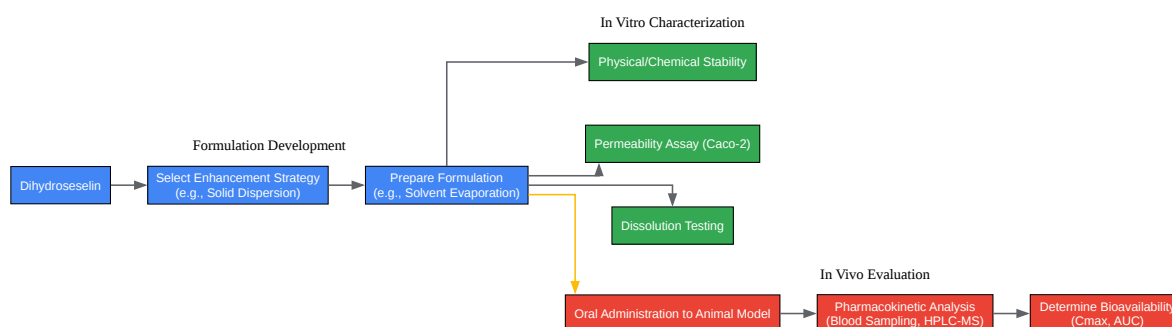 In Vitro Characterization
Physical/Chemical Stability
Formulation Development
Permeability Assay (Caco-2)
Dihydroseselin
Select Enhancement Strategy
(e.g., Solid Dispersion)
Prepare Formulation
(e.g., Solvent Evaporation)
Dissolution Testing
In Vivo Evaluation
Oral Administration to Animal Model
Pharmacokinetic Analysis
(Blood Sampling, HPLC-MS)
Determine Bioavailability
(Cmax, AUC)